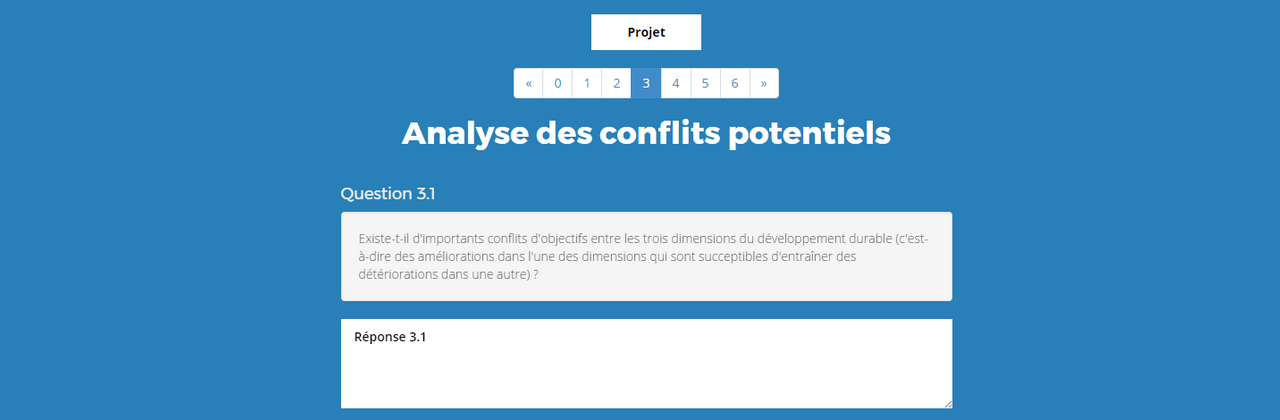 Projet
« 0 1 2 3 4 5 6 »
Analyse des conflits potentiels
Question 3.1
Existe-t-il d'importants conflits d'objectifs entre les trois dimensions du développement durable (c'est-
à-dire des améliorations dans l'une des dimensions qui sont succeptibles d'entraîner des
détériorations dans une autre) ?
Réponse 3.1